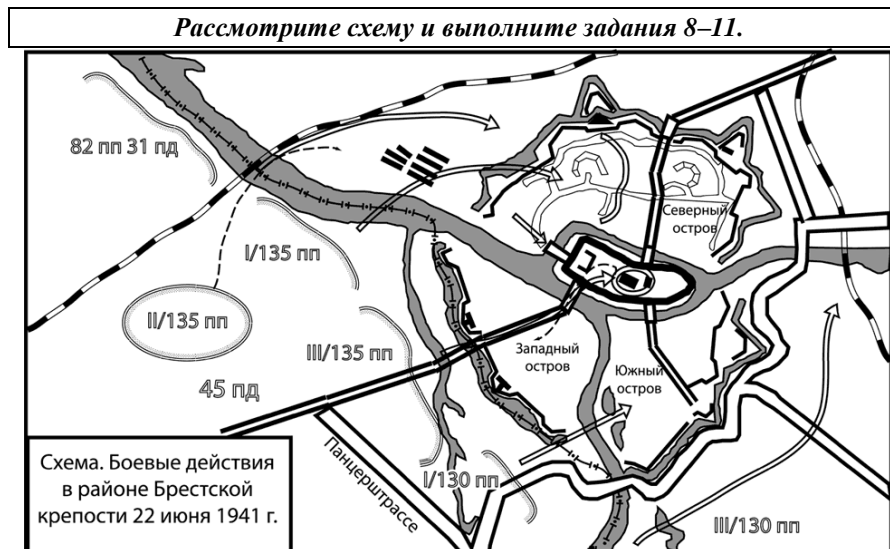 Рассмотрите схему и выполните задания 8–11.
82 пп 31 пд
Северный
остров
I/135 пп
II/135 пп
III/135 пп
Западный
остров
Южный
остров
45 пд
Панцерштрассе
I/130 пп
III/130 пп
Схема. Боевые действия
в районе Брестской
крепости 22 июня 1941 г.